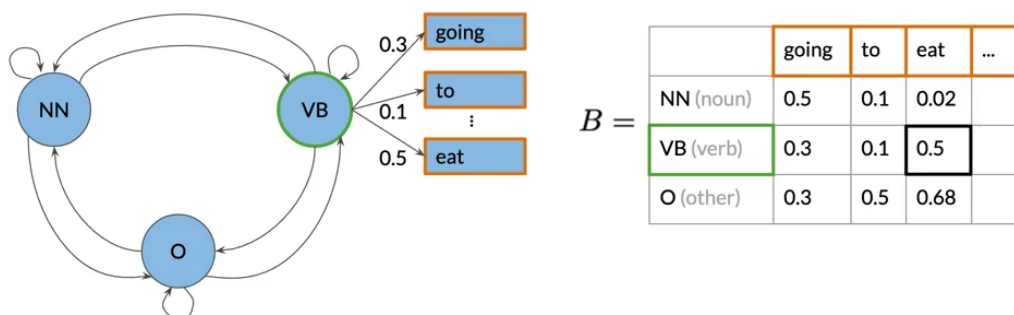 0.3
going
NN
VB
to
0.1
⋮
0.5
eat
O
B =
going to eat ...
NN (noun) 0.5 0.1 0.02
VB (verb) 0.3 0.1 0.5
O (other) 0.3 0.5 0.68